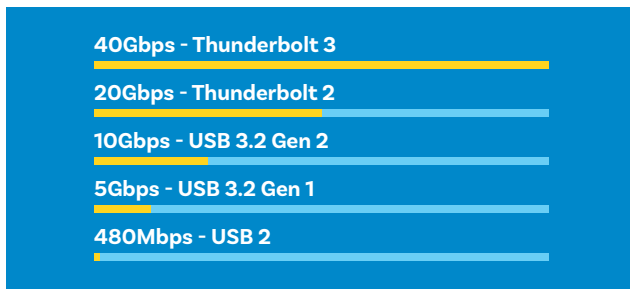 40Gbps - Thunderbolt 3
20Gbps - Thunderbolt 2
10Gbps - USB 3.2 Gen 2
5Gbps - USB 3.2 Gen 1
480Mbps - USB 2